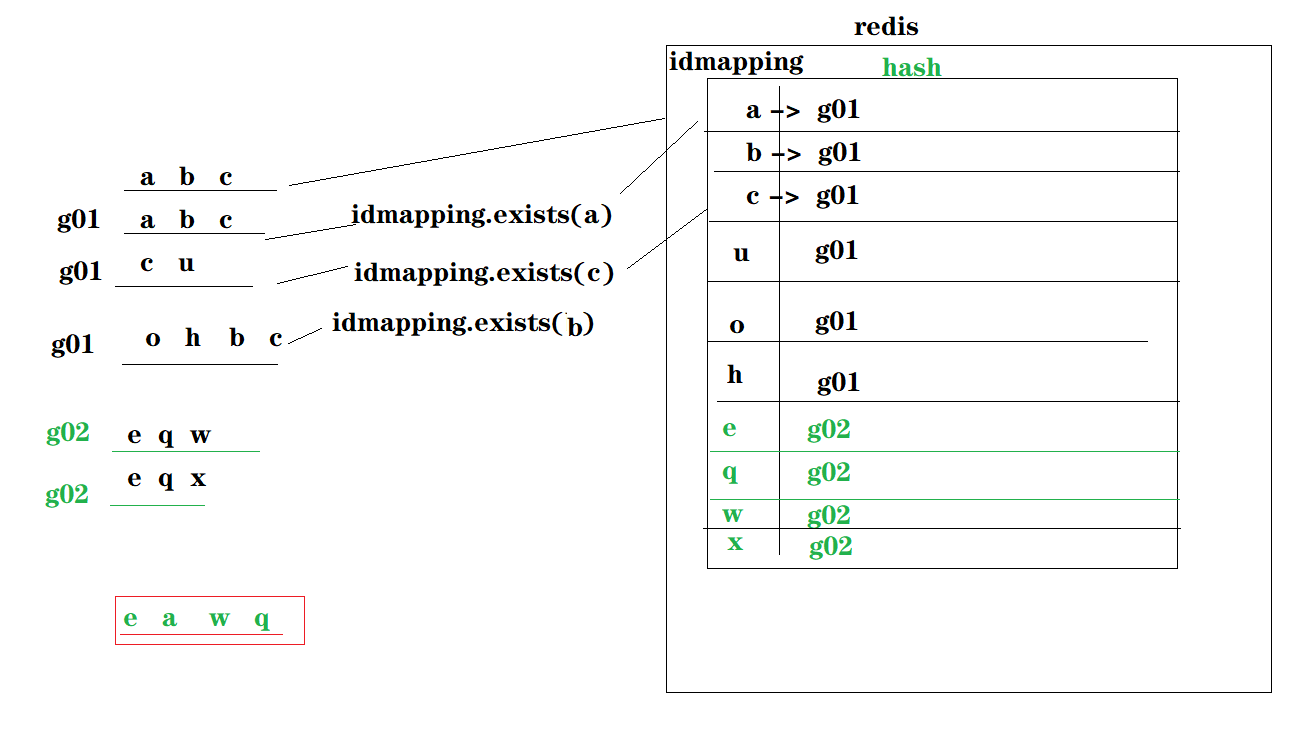 redis
idmapping hash
a -> g01
b -> g01
c -> g01
u g01
o g01
h g01
e g02
q g02
w g02
x g02
a b c
g01 a b c
idmapping.exists(a)
g01 c u
idmapping.exists(c)
g01 o h b c
idmapping.exists(b)
g02 e q w
g02 e q x
e a w q